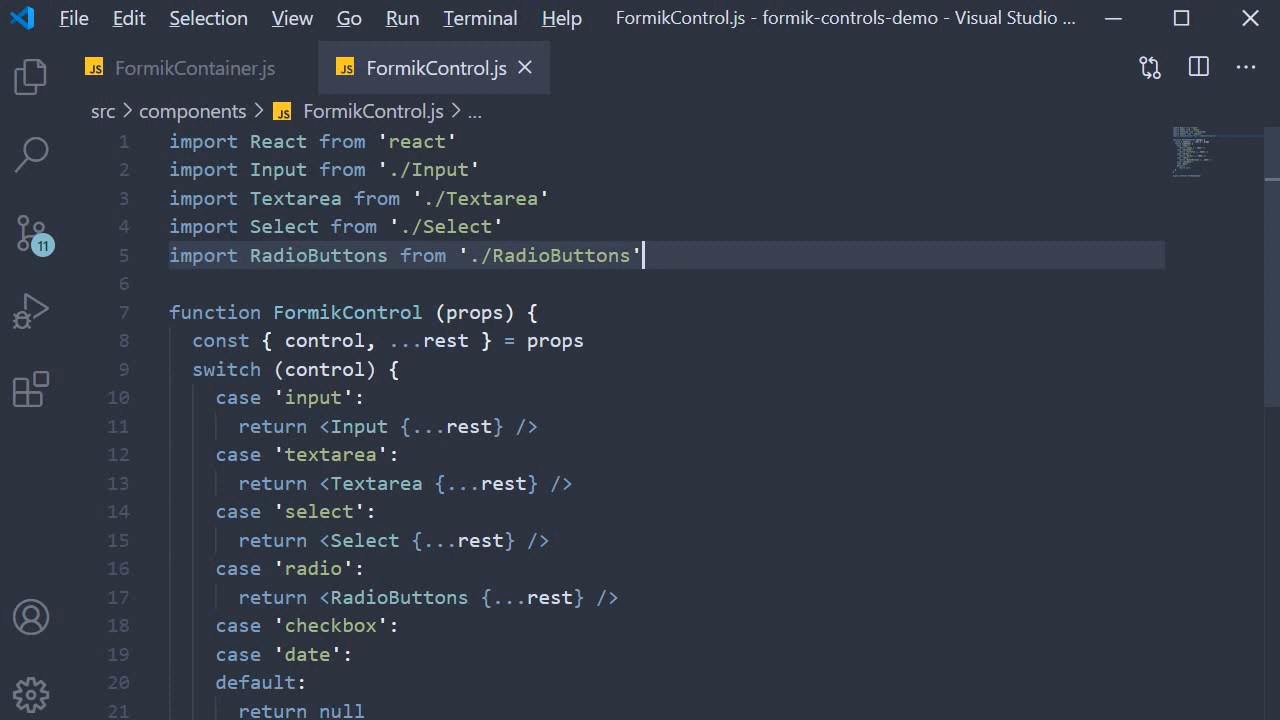 File Edit Selection View Go Run Terminal Help FormikControl.js - formik-controls-demo - Visual Studio ...
JS FormikContainer.js JS FormikControl.js
src > components > JS FormikControl.js > ...
1 import React from 'react'
2 import Input from './Input'
3 import Textarea from './Textarea'
4 import Select from './Select'
5 import RadioButtons from './RadioButtons'
6
7 function FormikControl (props) {
8 const { control, ...rest } = props
9 switch (control) {
10 case 'input':
11 return <Input {...rest} />
12 case 'textarea':
13 return <Textarea {...rest} />
14 case 'select':
15 return <Select {...rest} />
16 case 'radio':
17 return <RadioButtons {...rest} />
18 case 'checkbox':
19 case 'date':
20 default:
21 return null
11